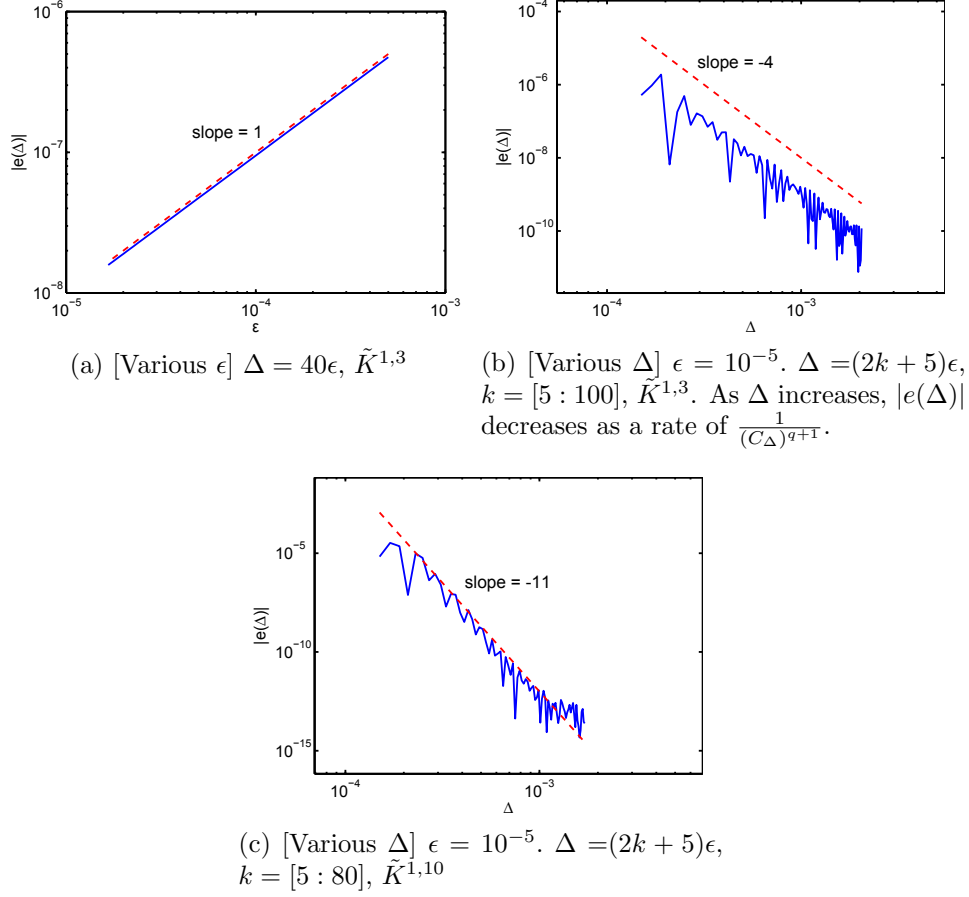 10^{-6}
10^{-7}
10^{-8}
|e(Δ)|
slope = 1
10^{-5}
10^{-4}
10^{-3}
ε
(a) [Various ϵ] Δ = 40ϵ, K̃^{1,3}
10^{-4}
10^{-6}
10^{-8}
10^{-10}
|e(Δ)|
slope = -4
10^{-4}
10^{-3}
Δ
(b) [Various Δ] ϵ = 10^{-5}. Δ =(2k + 5)ϵ,
k = [5 : 100], K̃^{1,3}. As Δ increases, |e(Δ)|
decreases as a rate of \frac{1}{(C_Δ)^{q+1}}.
10^{-5}
10^{-10}
10^{-15}
|e(Δ)|
slope = -11
10^{-4}
10^{-3}
Δ
(c) [Various Δ] ϵ = 10^{-5}. Δ =(2k + 5)ϵ,
k = [5 : 80], K̃^{1,10}